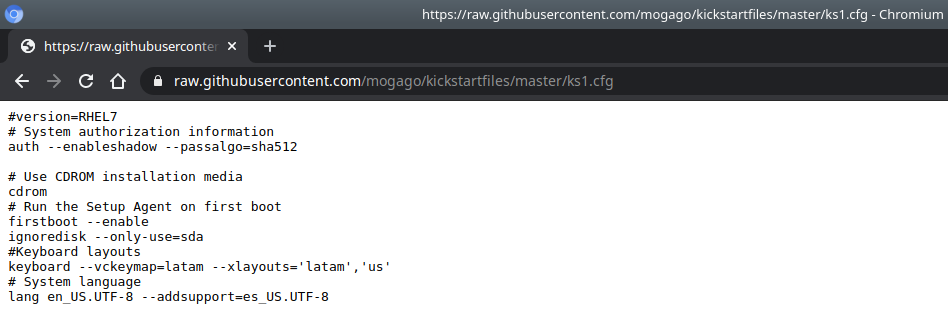 https://raw.githubusercontent.com/mogago/kickstartfiles/master/ks1.cfg - Chromium
https://raw.githubuserconten
raw.githubusercontent.com/mogago/kickstartfiles/master/ks1.cfg
#version=RHEL7
# System authorization information
auth --enableshadow --passalgo=sha512

# Use CDROM installation media
cdrom
# Run the Setup Agent on first boot
firstboot --enable
ignoredisk --only-use=sda
#Keyboard layouts
keyboard --vckeymap=latam --xlayouts='latam','us'
# System language
lang en_US.UTF-8 --addsupport=es_US.UTF-8